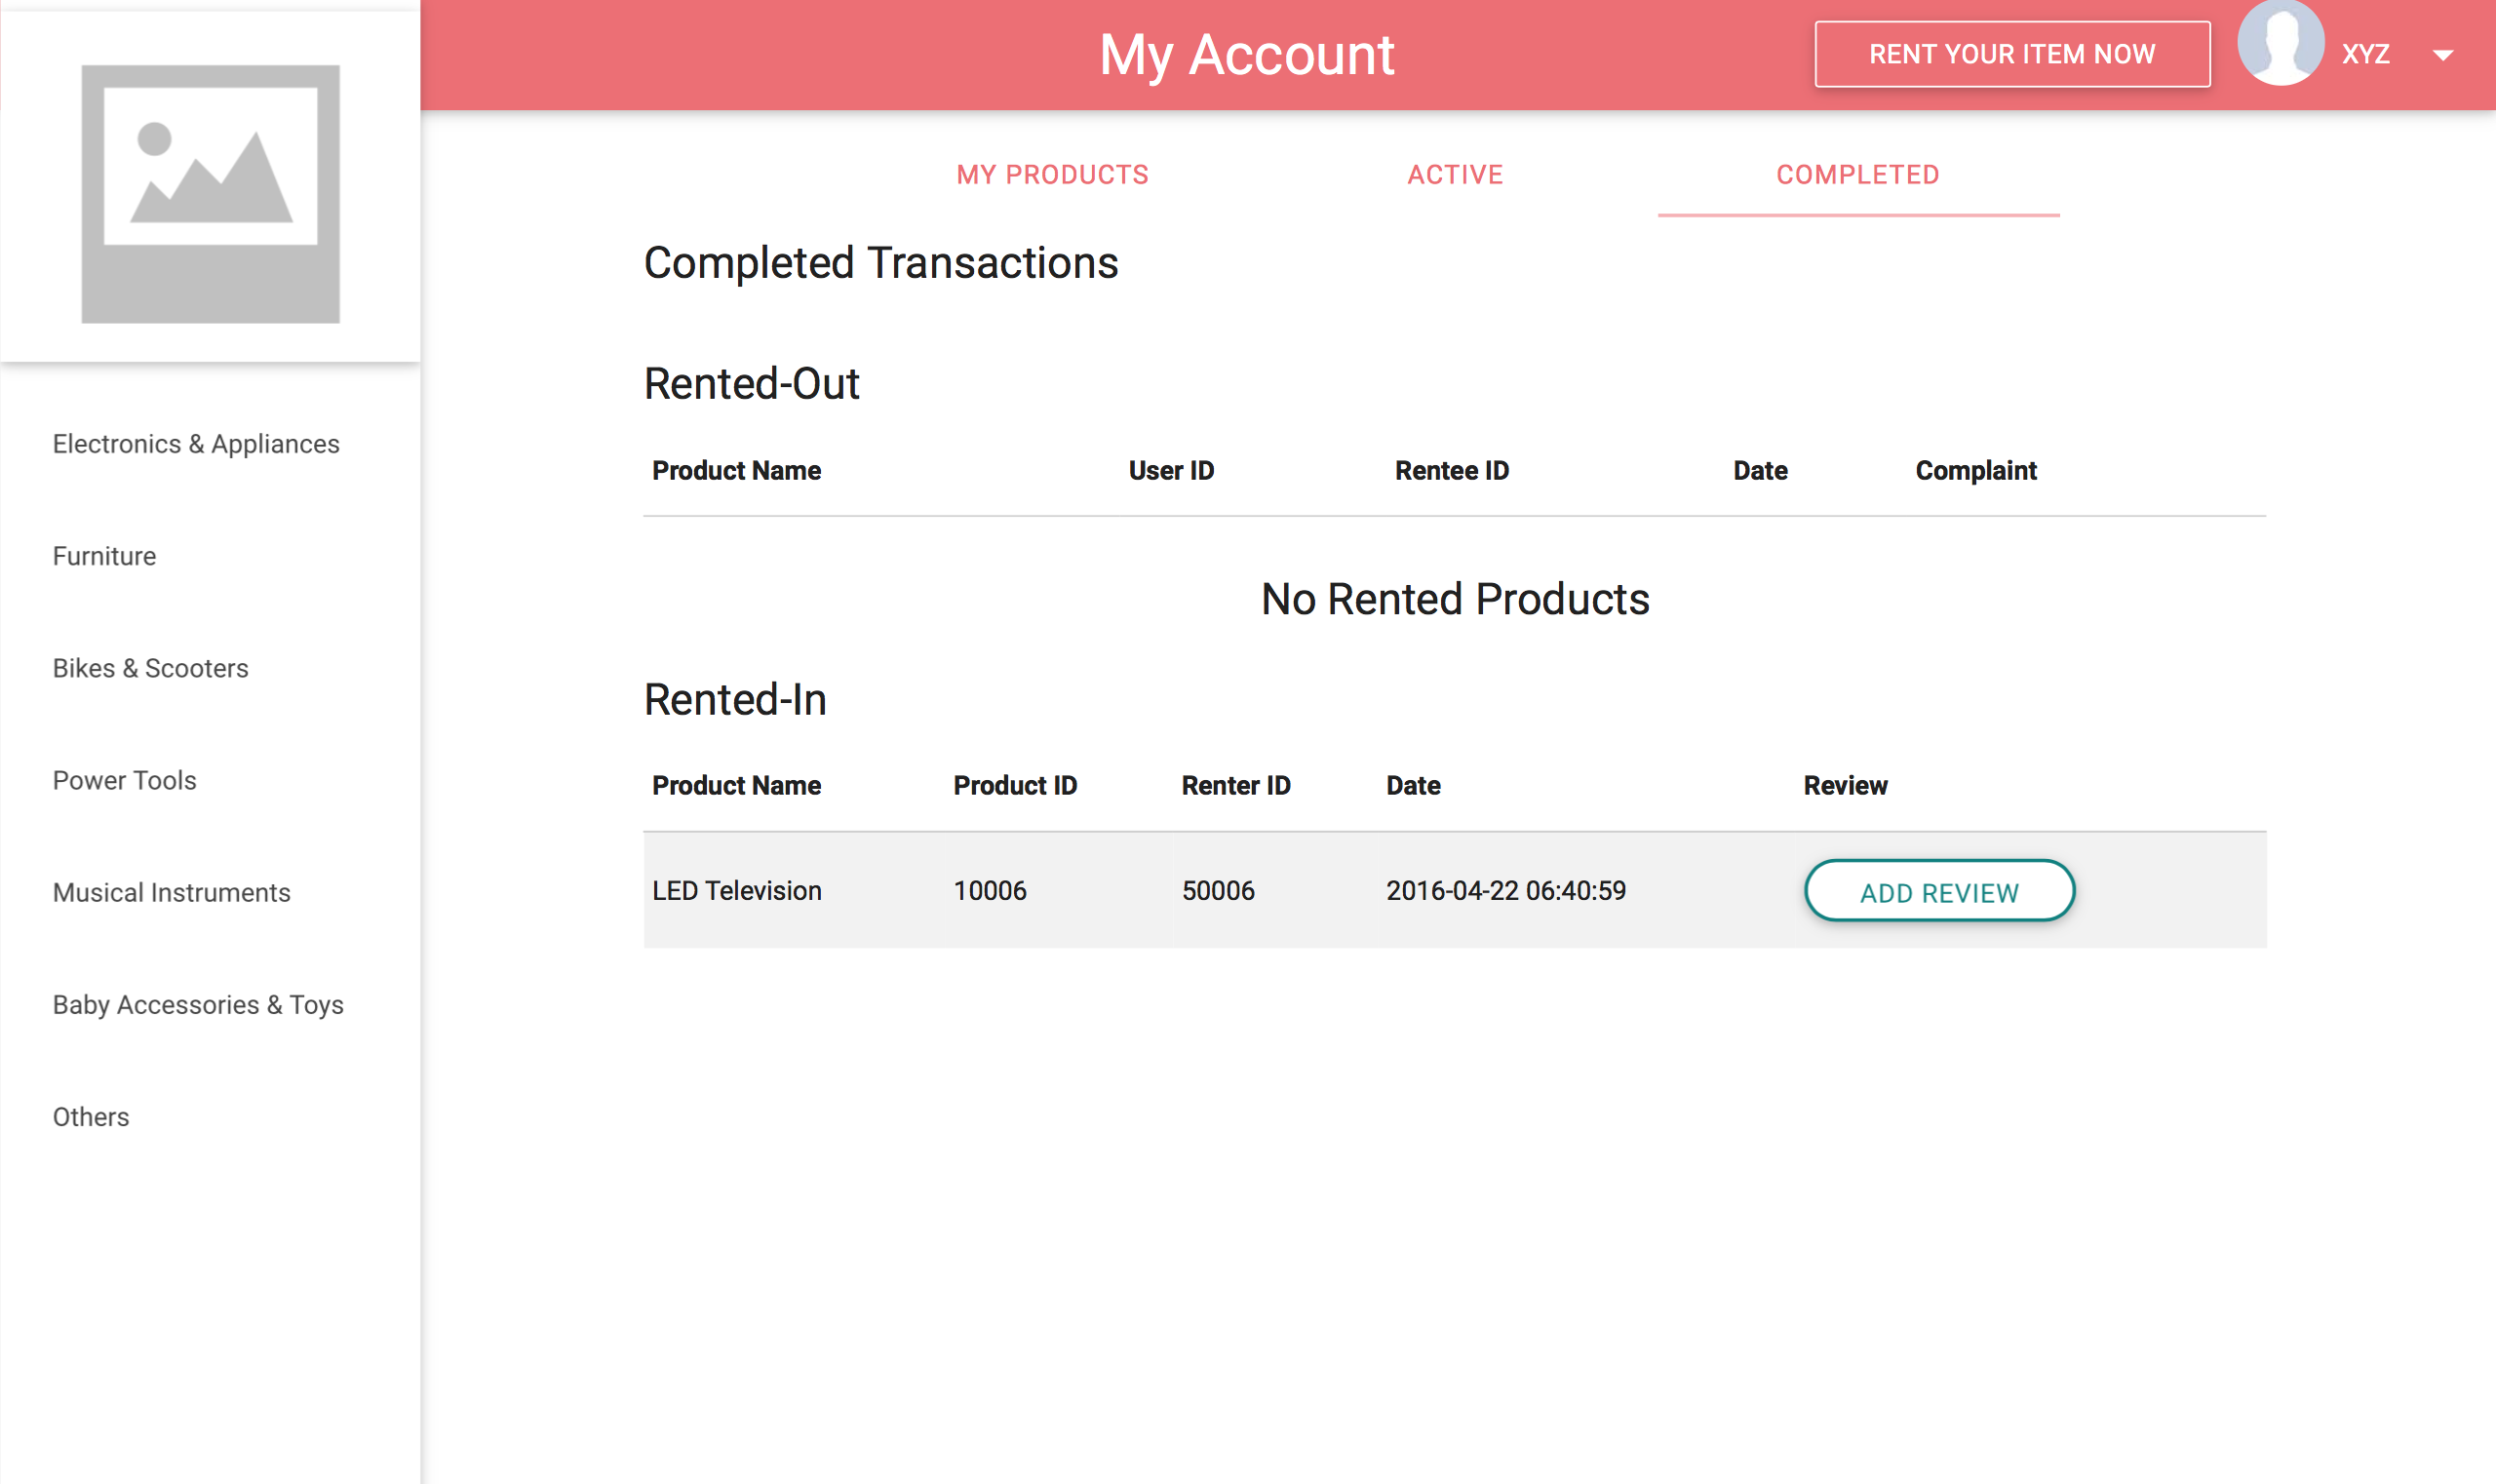 My Account
RENT YOUR ITEM NOW
XYZ
MY PRODUCTS ACTIVE COMPLETED
Completed Transactions
Rented-Out
Product Name User ID Rentee ID Date Complaint
No Rented Products
Rented-In
Product Name Product ID Renter ID Date Review
LED Television 10006 50006 2016-04-22 06:40:59 ADD REVIEW
Electronics & Appliances
Furniture
Bikes & Scooters
Power Tools
Musical Instruments
Baby Accessories & Toys
Others